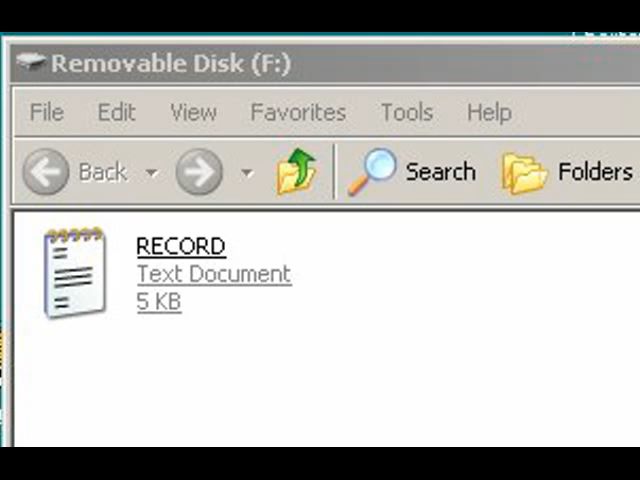 Removable Disk (F:)
File Edit View Favorites Tools Help
Back Search Folders
RECORD
Text Document
5 KB